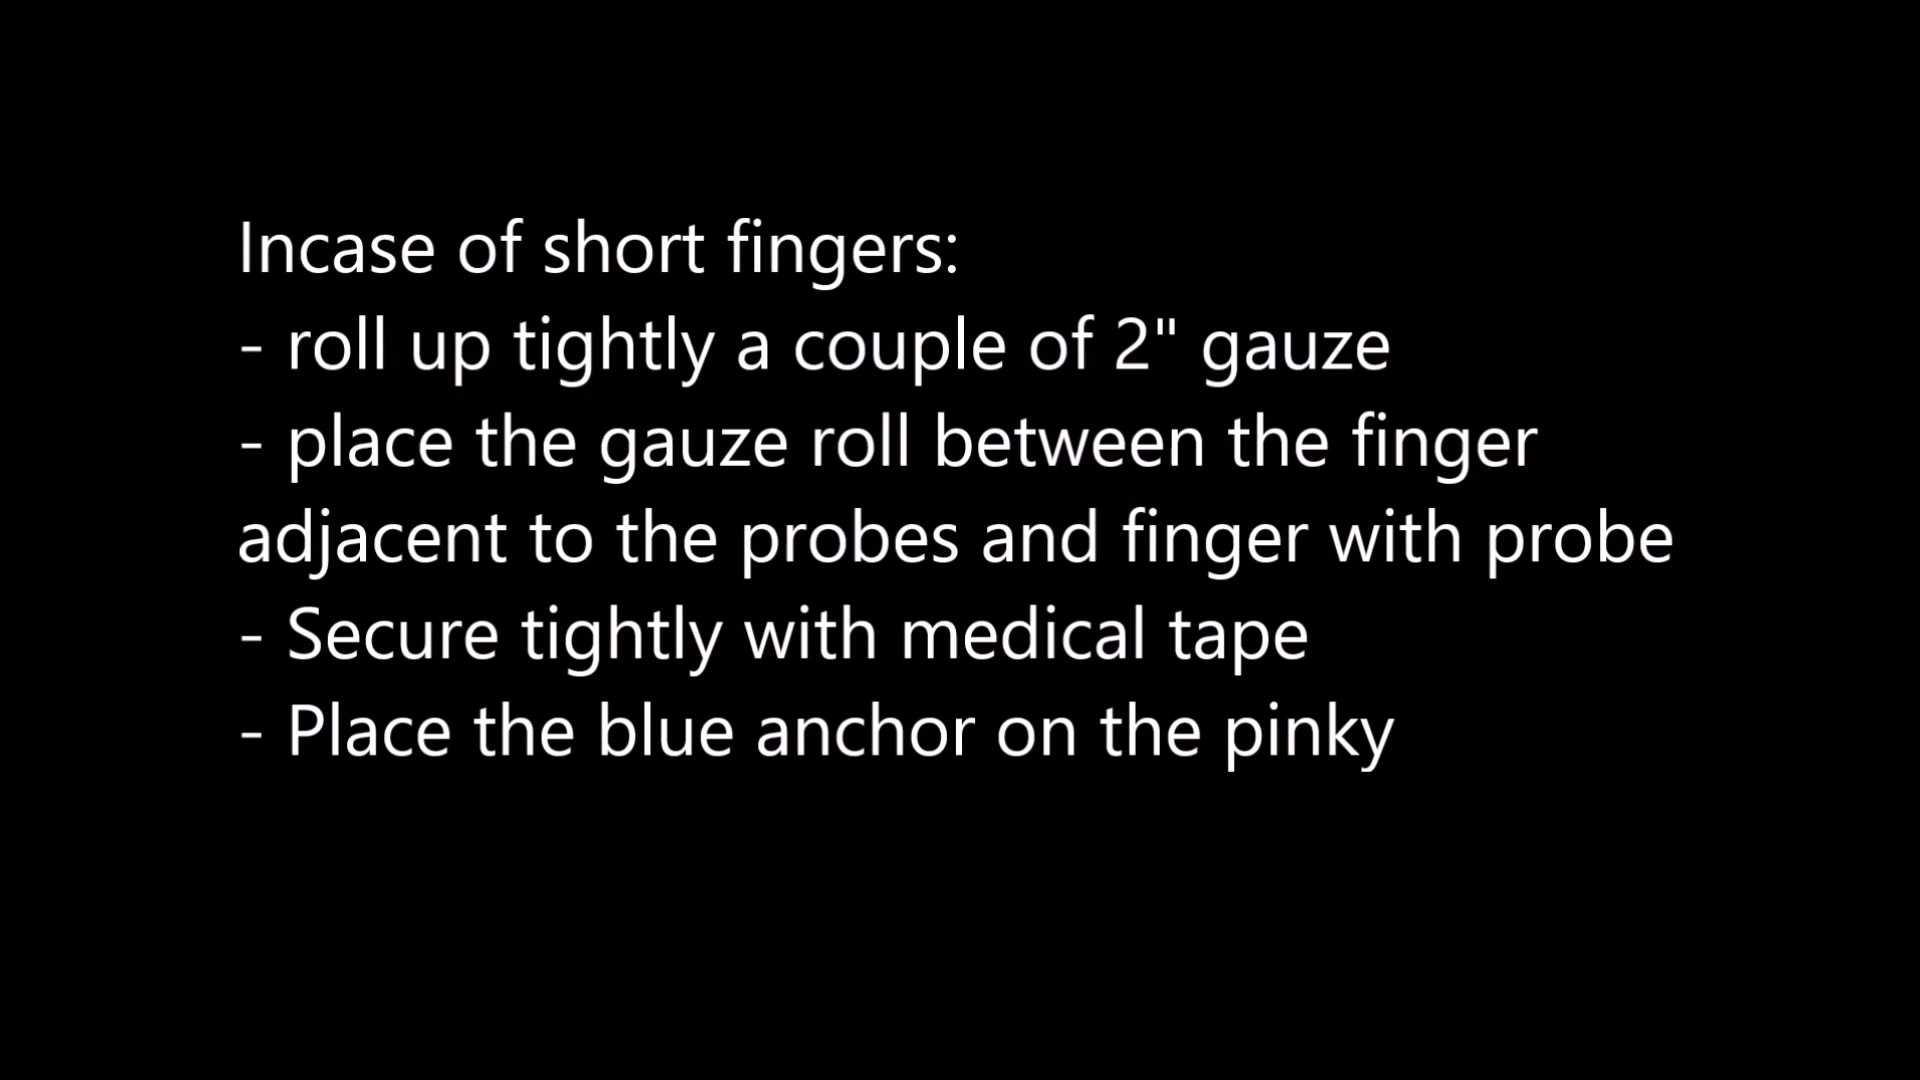 Incase of short fingers:
- roll up tightly a couple of 2" gauze
- place the gauze roll between the finger
adjacent to the probes and finger with probe
- Secure tightly with medical tape
- Place the blue anchor on the pinky